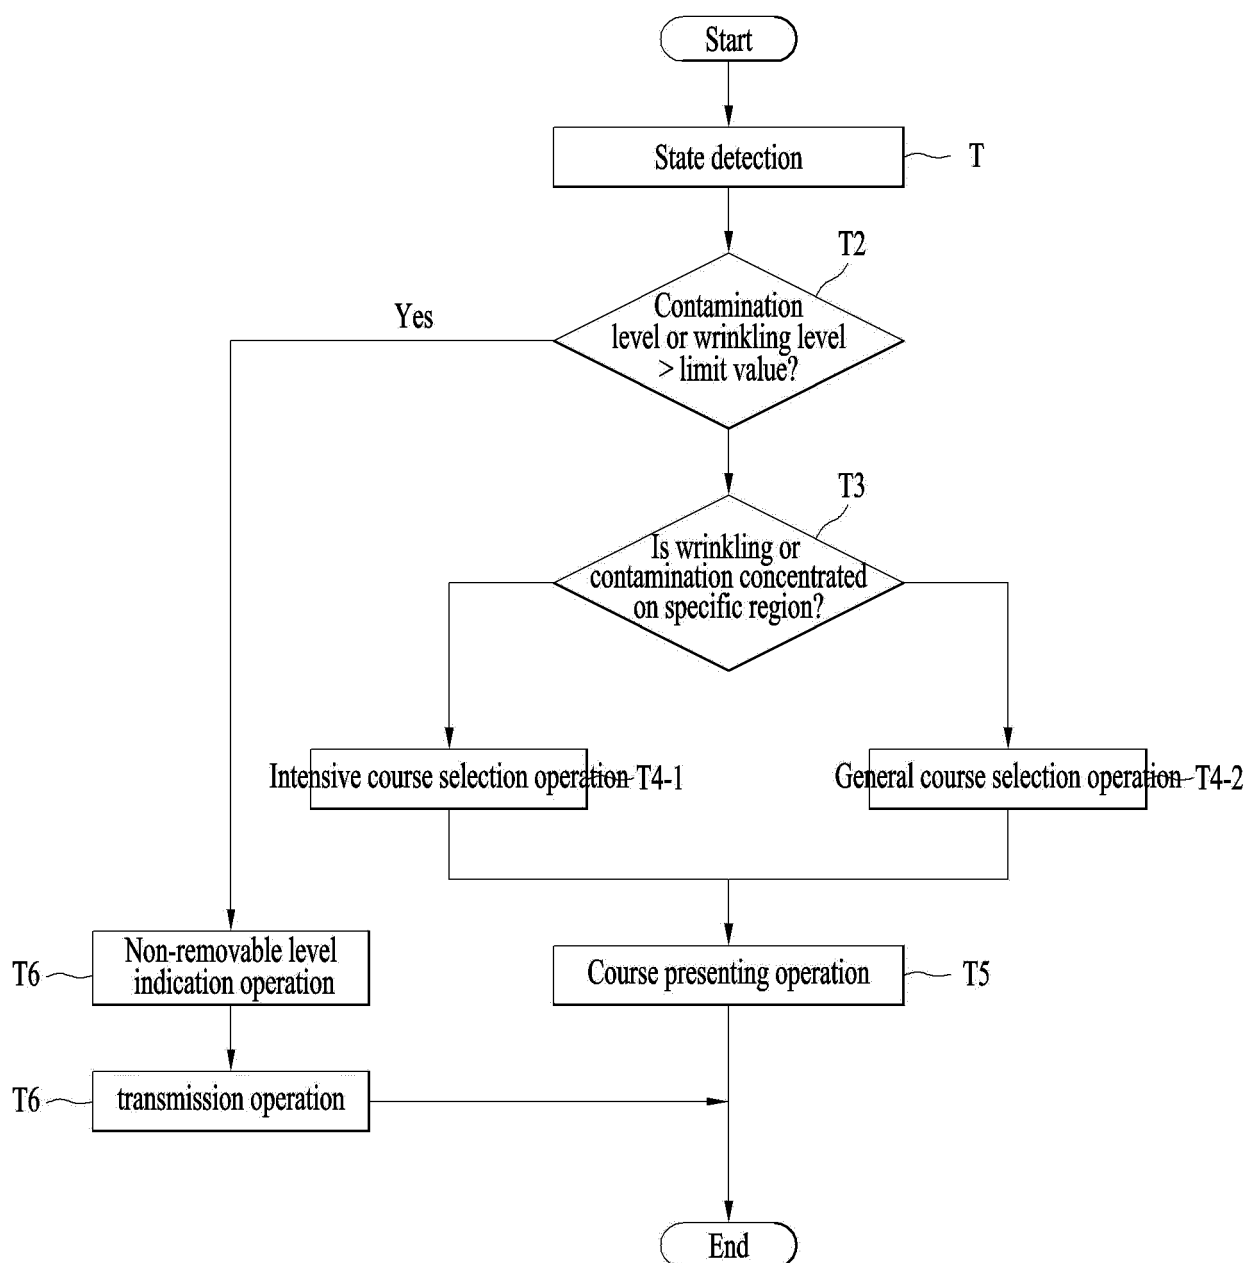 Start
State detection
T
T2
Contamination
level or wrinkling level
> limit value?
Yes
T3
Is wrinkling or
contamination concentrated
on specific region?
Intensive course selection operation
T4-1
General course selection operation
T4-2
Non-removable level
indication operation
T6
Course presenting operation
T5
transmission operation
T6
End